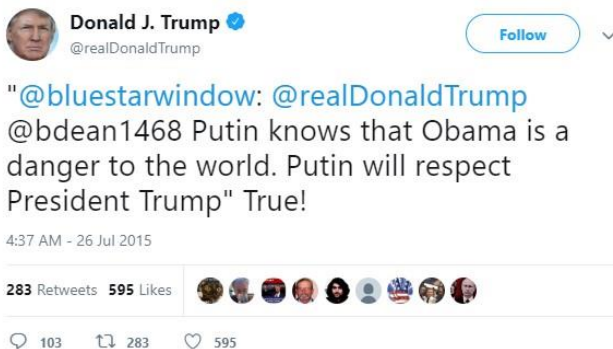 Donald J. Trump
Follow
@realDonaldTrump
"@bluestarwindow: @realDonaldTrump
@bdean1468 Putin knows that Obama is a
danger to the world. Putin will respect
President Trump" True!
4:37 AM - 26 Jul 2015
283 Retweets 595 Likes
103 283 595